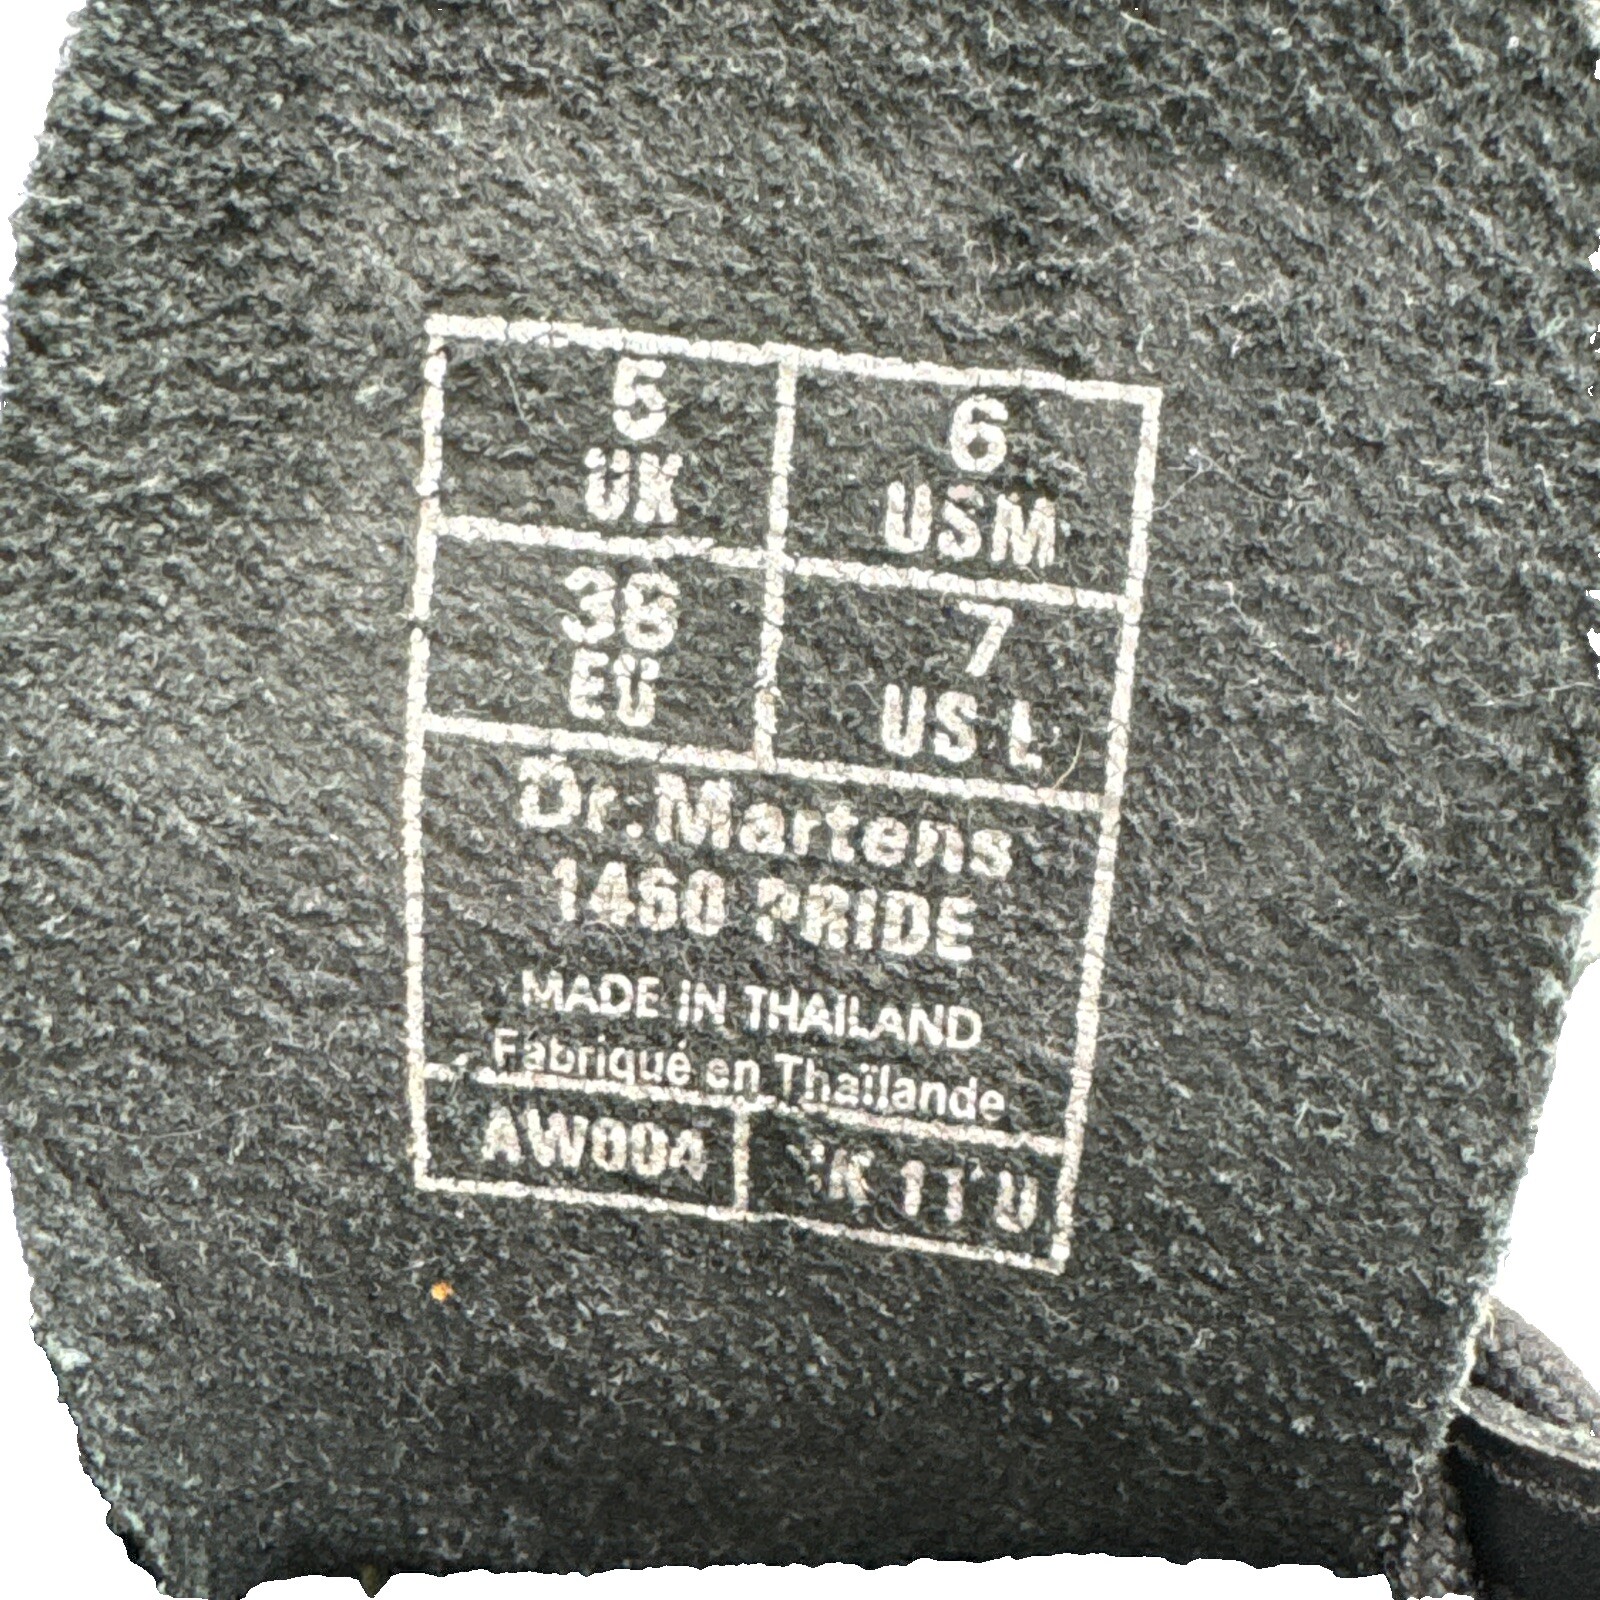 5
UK
6
USM
38
EU
7
US L
Dr.Martens
1460 PRIDE
MADE IN THAILAND
Fabriqué en Thaïlande
AW004